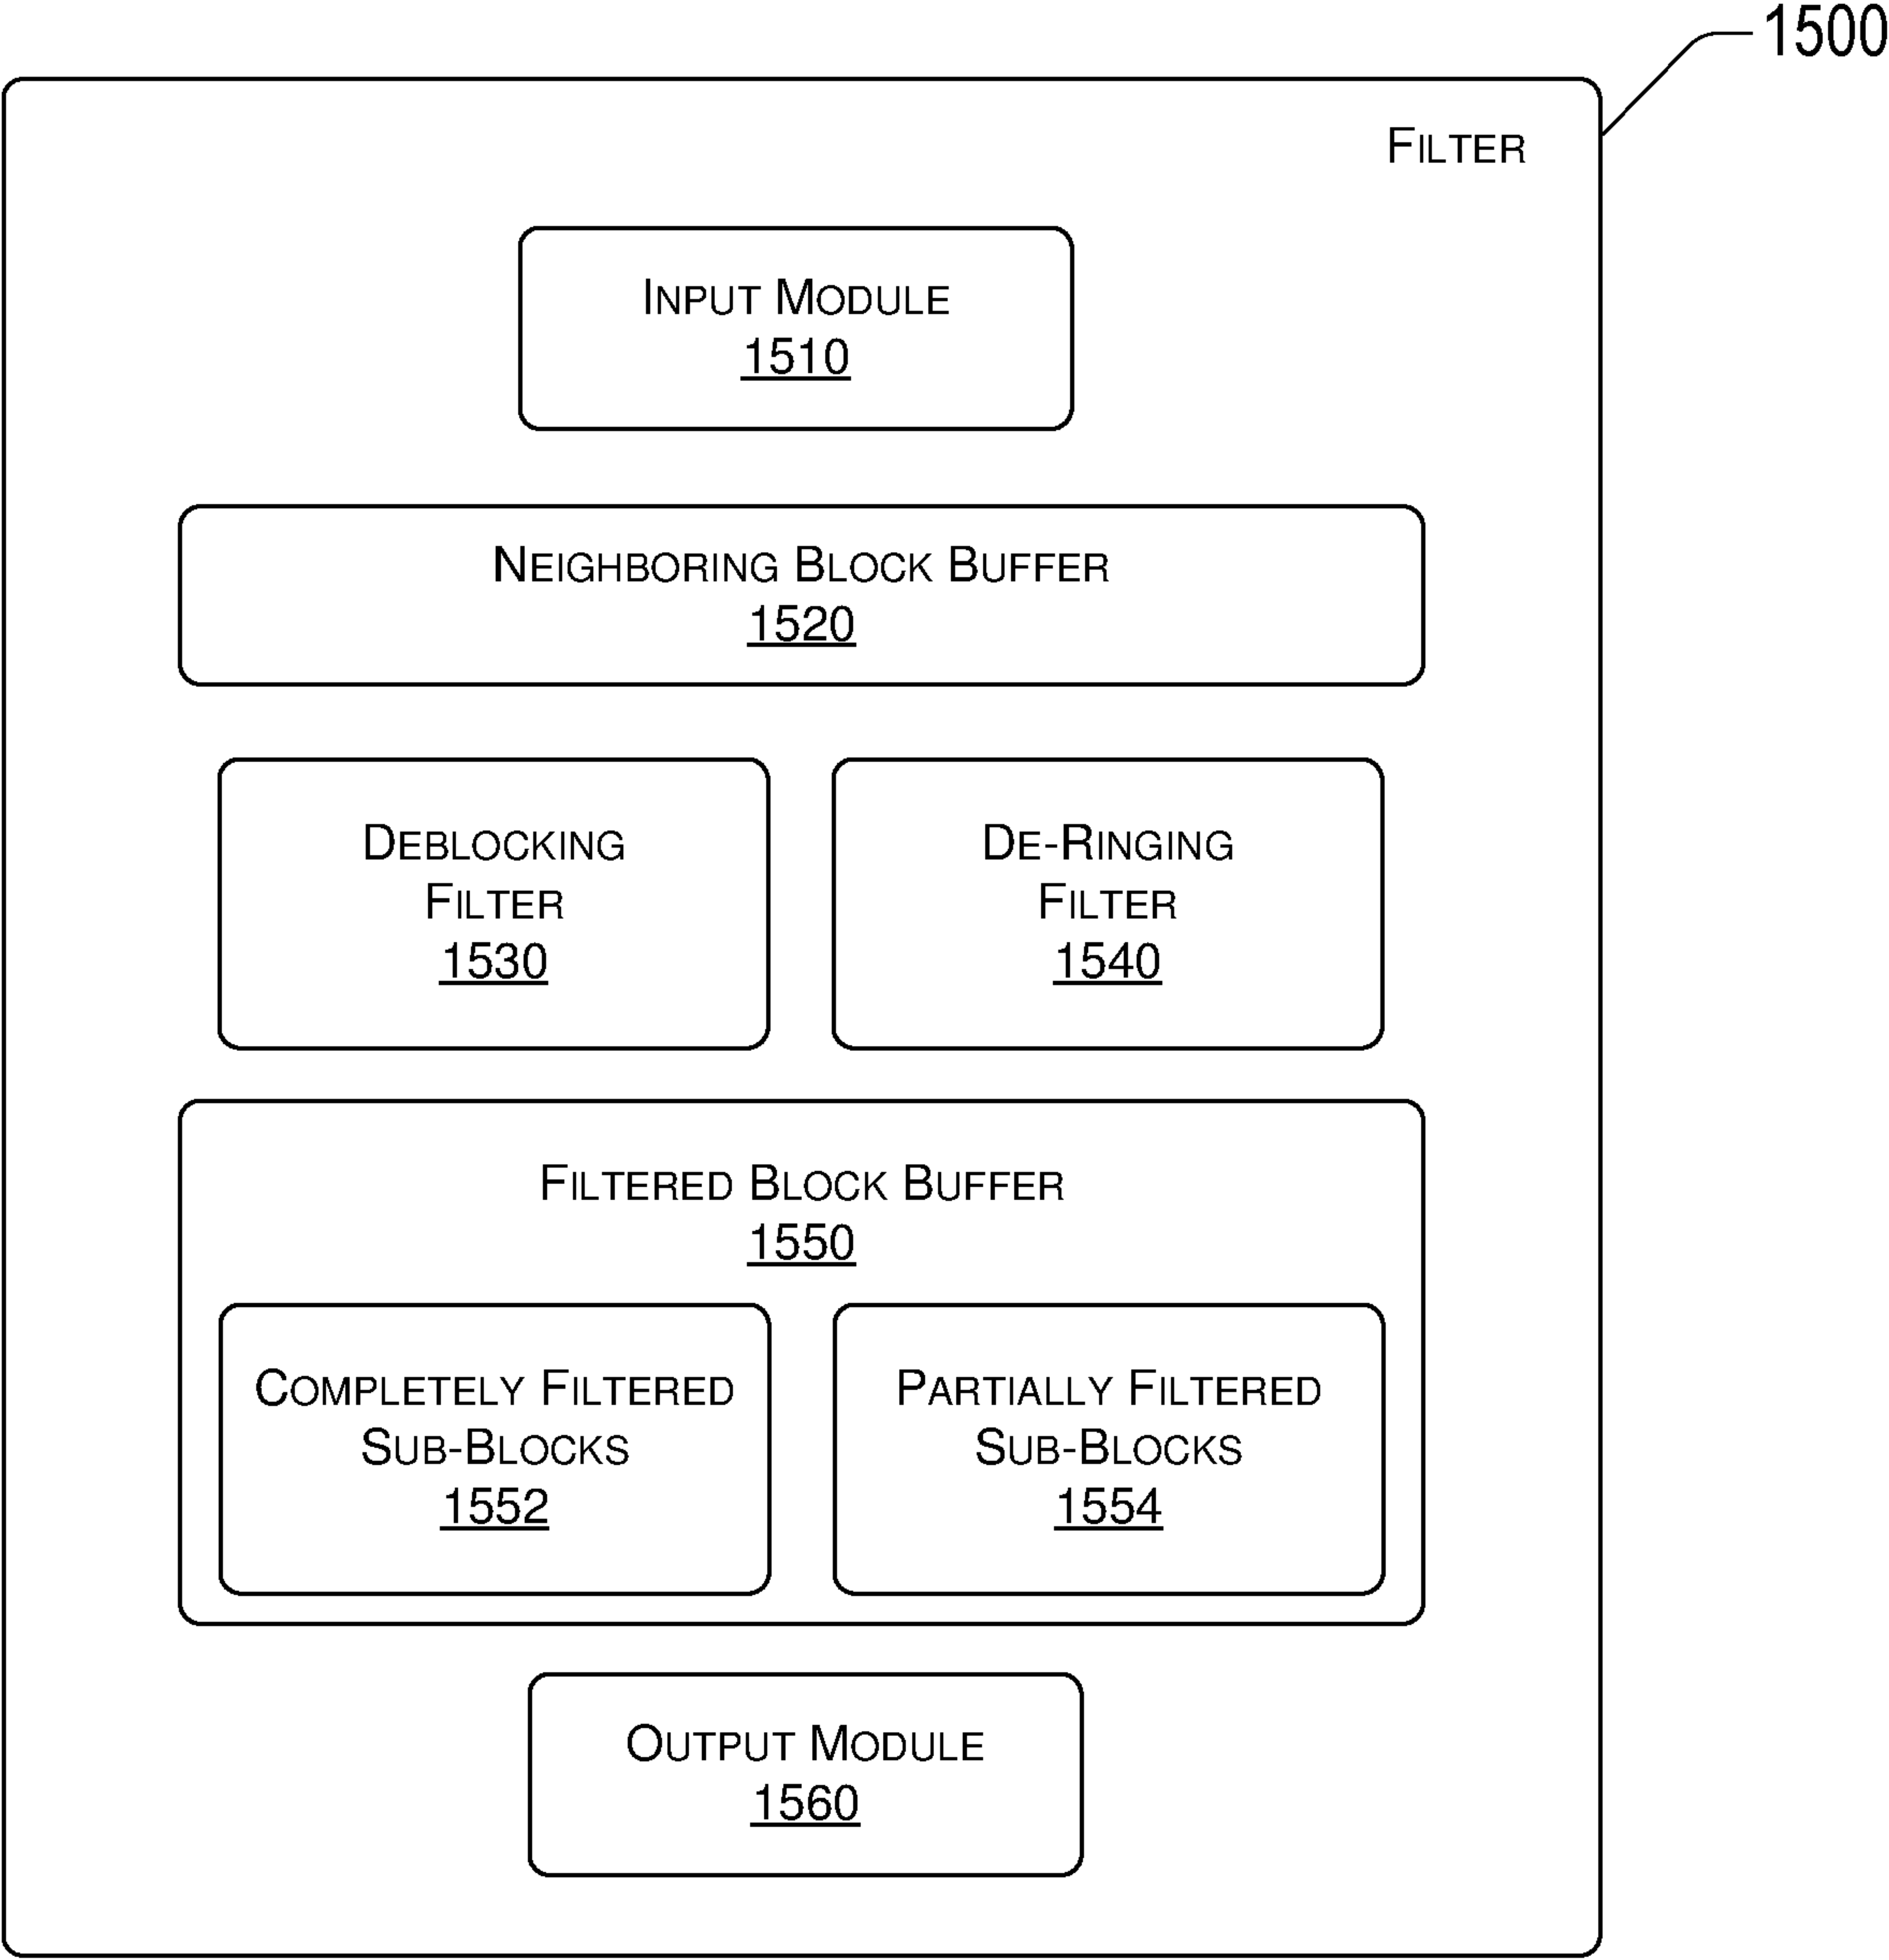 1500
FILTER
INPUT MODULE
1510
NEIGHBORING BLOCK BUFFER
1520
DEBLOCKING
FILTER
1530
DE-RINGING
FILTER
1540
FILTERED BLOCK BUFFER
1550
COMPLETELY FILTERED
SUB-BLOCKS
1552
PARTIALLY FILTERED
SUB-BLOCKS
1554
OUTPUT MODULE
1560